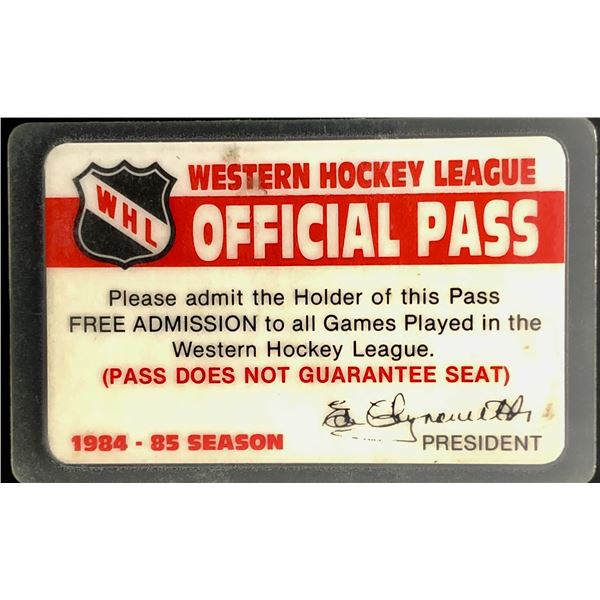 WHL
WESTERN HOCKEY LEAGUE
OFFICIAL PASS
Please admit the Holder of this Pass
FREE ADMISSION to all Games Played in the
Western Hockey League.
(PASS DOES NOT GUARANTEE SEAT)
1984 - 85 SEASON
PRESIDENT